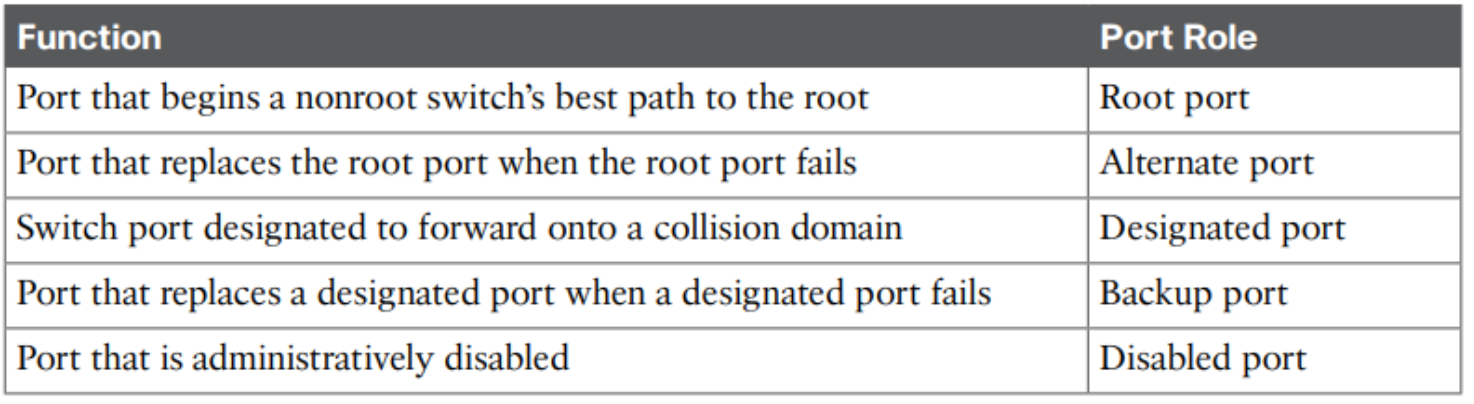 Function Port Role
Port that begins a nonroot switch’s best path to the root Root port
Port that replaces the root port when the root port fails Alternate port
Switch port designated to forward onto a collision domain Designated port
Port that replaces a designated port when a designated port fails Backup port
Port that is administratively disabled Disabled port